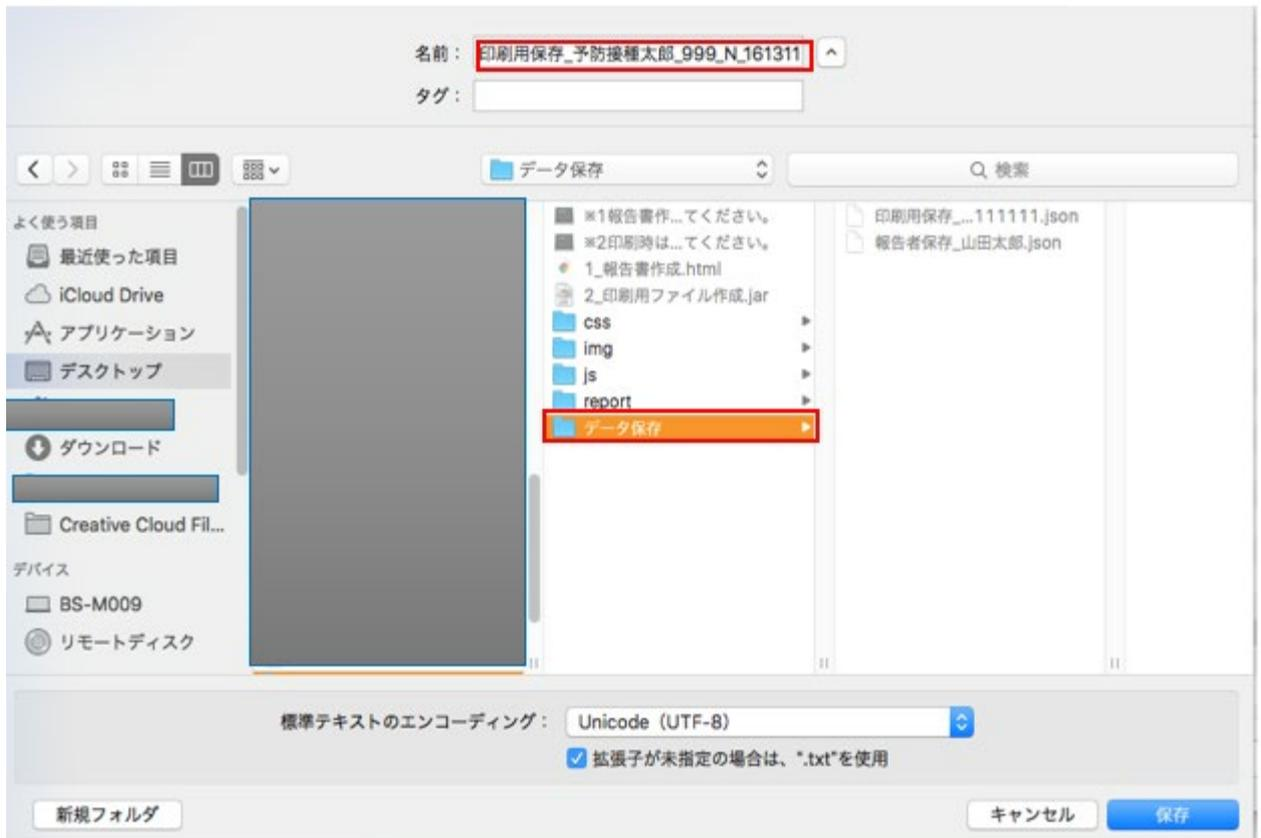 名前：
印刷用保存_予防接種太郎_999_N_161311
タグ：
データ保存
検索
よく使う項目
最近使った項目
iCloud Drive
アプリケーション
デスクトップ
ダウンロード
Creative Cloud Fil...
デバイス
BS-M009
リモートディスク
※1報告書作...てください。
※2印刷時は...てください。
1_報告書作成.html
2_印刷用ファイル作成.jar
css
img
js
report
データ保存
印刷用保存_...111111.json
報告者保存_山田太郎.json
標準テキストのエンコーディング：
Unicode（UTF-8）
拡張子が未指定の場合は、".txt"を使用
新規フォルダ
キャンセル
保存